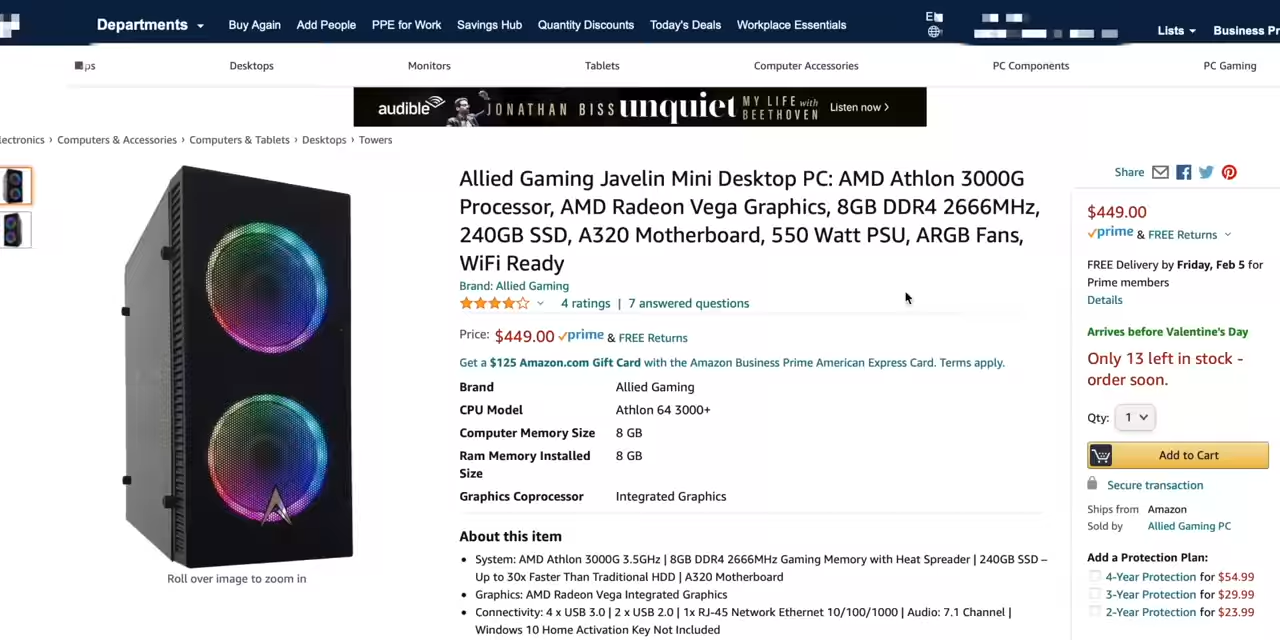 Departments
Buy Again
Add People
PPE for Work
Savings Hub
Quantity Discounts
Today's Deals
Workplace Essentials
Lists
Business Pr
Desktops
Monitors
Tablets
Computer Accessories
PC Components
PC Gaming
audible JONATHAN BISS unquiet MY LIFE with BEETHOVEN Listen now ›
lectronics › Computers & Accessories › Computers & Tablets › Desktops › Towers
Allied Gaming Javelin Mini Desktop PC: AMD Athlon 3000G
Processor, AMD Radeon Vega Graphics, 8GB DDR4 2666MHz,
240GB SSD, A320 Motherboard, 550 Watt PSU, ARGB Fans,
WiFi Ready
Brand: Allied Gaming
4 ratings | 7 answered questions
Price: $449.00 prime & FREE Returns
Get a $125 Amazon.com Gift Card with the Amazon Business Prime American Express Card. Terms apply.
Brand Allied Gaming
CPU Model Athlon 64 3000+
Computer Memory Size 8 GB
Ram Memory Installed Size 8 GB
Graphics Coprocessor Integrated Graphics
About this item
• System: AMD Athlon 3000G 3.5GHz | 8GB DDR4 2666MHz Gaming Memory with Heat Spreader | 240GB SSD –
Up to 30x Faster Than Traditional HDD | A320 Motherboard
• Graphics: AMD Radeon Vega Integrated Graphics
• Connectivity: 4 x USB 3.0 | 2 x USB 2.0 | 1x RJ-45 Network Ethernet 10/100/1000 | Audio: 7.1 Channel |
Windows 10 Home Activation Key Not Included
Roll over image to zoom in
Share
$449.00
prime & FREE Returns
FREE Delivery by Friday, Feb 5 for
Prime members
Details
Arrives before Valentine's Day
Only 13 left in stock -
order soon.
Qty: 1
Add to Cart
Secure transaction
Ships from Amazon
Sold by Allied Gaming PC
Add a Protection Plan:
4-Year Protection for $54.99
3-Year Protection for $29.99
2-Year Protection for $23.99